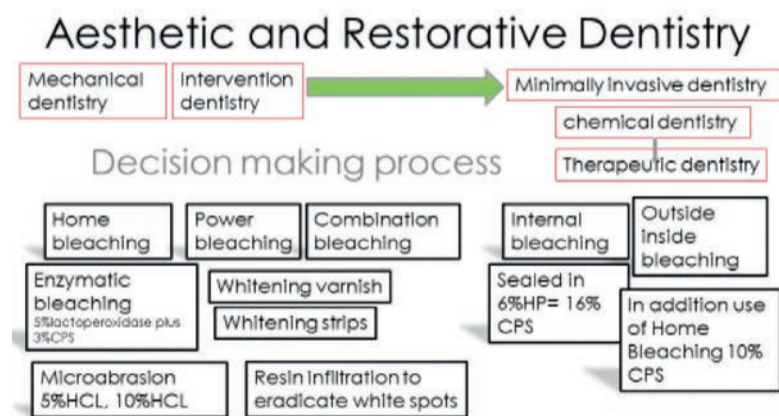 Aesthetic and Restorative Dentistry
Mechanical
dentistry
Intervention
dentistry
Minimally invasive dentistry
chemical dentistry
Therapeutic dentistry
Decision making process
Home
bleaching
Power
bleaching
Combination
bleaching
Internal
bleaching
Outside
inside
bleaching
Enzymatic
bleaching
5%lactoperoxidase plus
3%CPS
Whitening varnish
Whitening strips
Sealed in
6%HP= 16%
CPS
In addition use
of Home
Bleaching 10%
CPS
Microabrasion
5%HCL, 10%HCL
Resin infiltration to
eradicate white spots